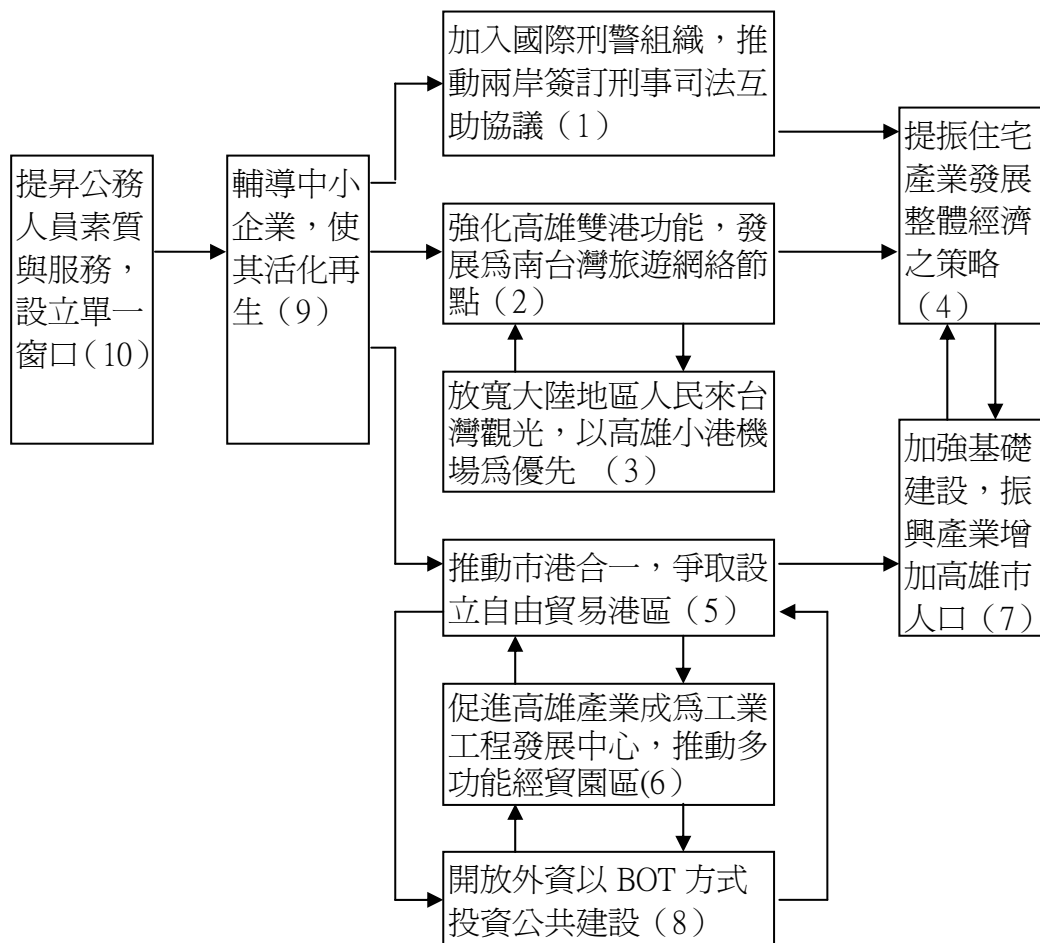 加入國際刑警組織，推
動兩岸簽訂刑事司法互
助協議（1）
提昇公務
人員素質
與服務，
設立單一
窗口（10）
輔導中小
企業，使
其活化再
生（9）
強化高雄雙港功能，發
展為南台灣旅遊網絡節
點（2）
提振住宅
產業發展
整體經濟
之策略
（4）
放寬大陸地區人民來台
灣觀光，以高雄小港機
場為優先 （3）
加強基礎
建設，振
興產業增
加高雄市
人口（7）
推動市港合一，爭取設
立自由貿易港區（5）
促進高雄產業成為工業
工程發展中心，推動多
功能經貿園區(6）
開放外資以 BOT 方式
投資公共建設（8）